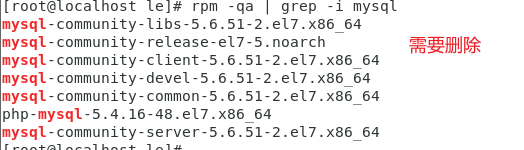 [root@localhost le]# rpm -qa | grep -i mysql
mysql-community-libs-5.6.51-2.el7.x86_64
mysql-community-release-el7-5.noarch
需要删除
mysql-community-client-5.6.51-2.el7.x86_64
mysql-community-devel-5.6.51-2.el7.x86_64
mysql-community-common-5.6.51-2.el7.x86_64
php-mysql-5.4.16-48.el7.x86_64
mysql-community-server-5.6.51-2.el7.x86_64
[root@localhost le]#